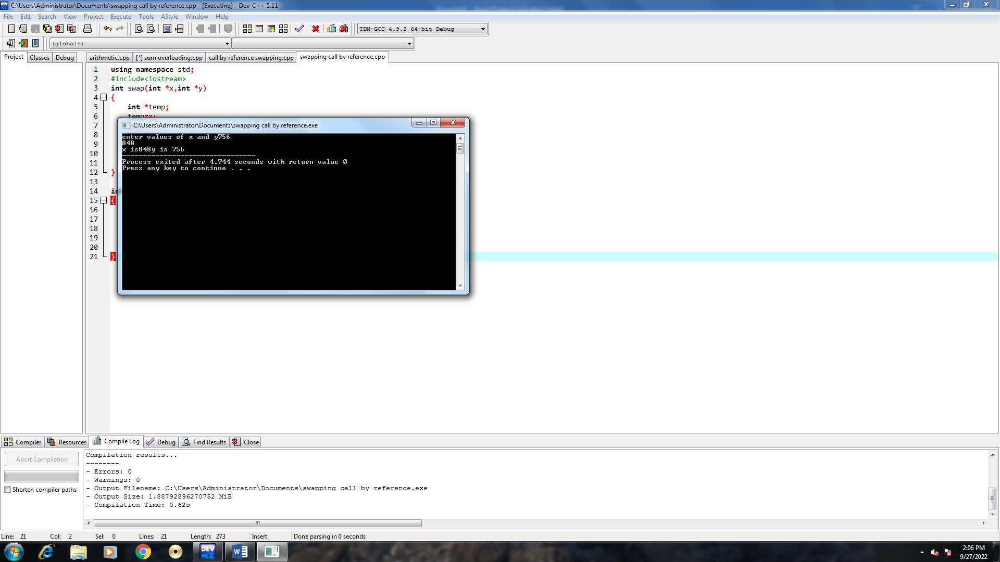 C:\Users\Administrator\Documents\swapping call by reference.cpp - [Executing] - Dev-C++ 5.11
File Edit Search View Project Execute Tools AStyle Window Help
TDM-GCC 4.9.2 64-bit Debug
(globals)
Project Classes Debug arithmetic.cpp [*] sum overloading.cpp call by reference swapping.cpp swapping call by reference.cpp
1 using namespace std;
2 #include<iostream>
3 int swap(int *x,int *y)
4 {
5 int *temp;
6 temp=x;
7
8
9
10
11
12 }
13
14
15 {
16
17
18
19
20
21 }
C:\Users\Administrator\Documents\swapping call by reference.exe
enter values of x and y756
848
x is848y is 756
--------------------------------
Process exited after 4.744 seconds with return value 0
Press any key to continue . . .
Compiler Resources Compile Log Debug Find Results Close
Abort Compilation
Shorten compiler paths
Compilation results...
--------
- Errors: 0
- Warnings: 0
- Output Filename: C:\Users\Administrator\Documents\swapping call by reference.exe
- Output Size: 1.88792896270752 MiB
- Compilation Time: 0.62s
Line: 21 Col: 2 Sel: 0 Lines: 21 Length: 273 Insert Done parsing in 0 seconds
DEV C++
W
2:06 PM
9/27/2022